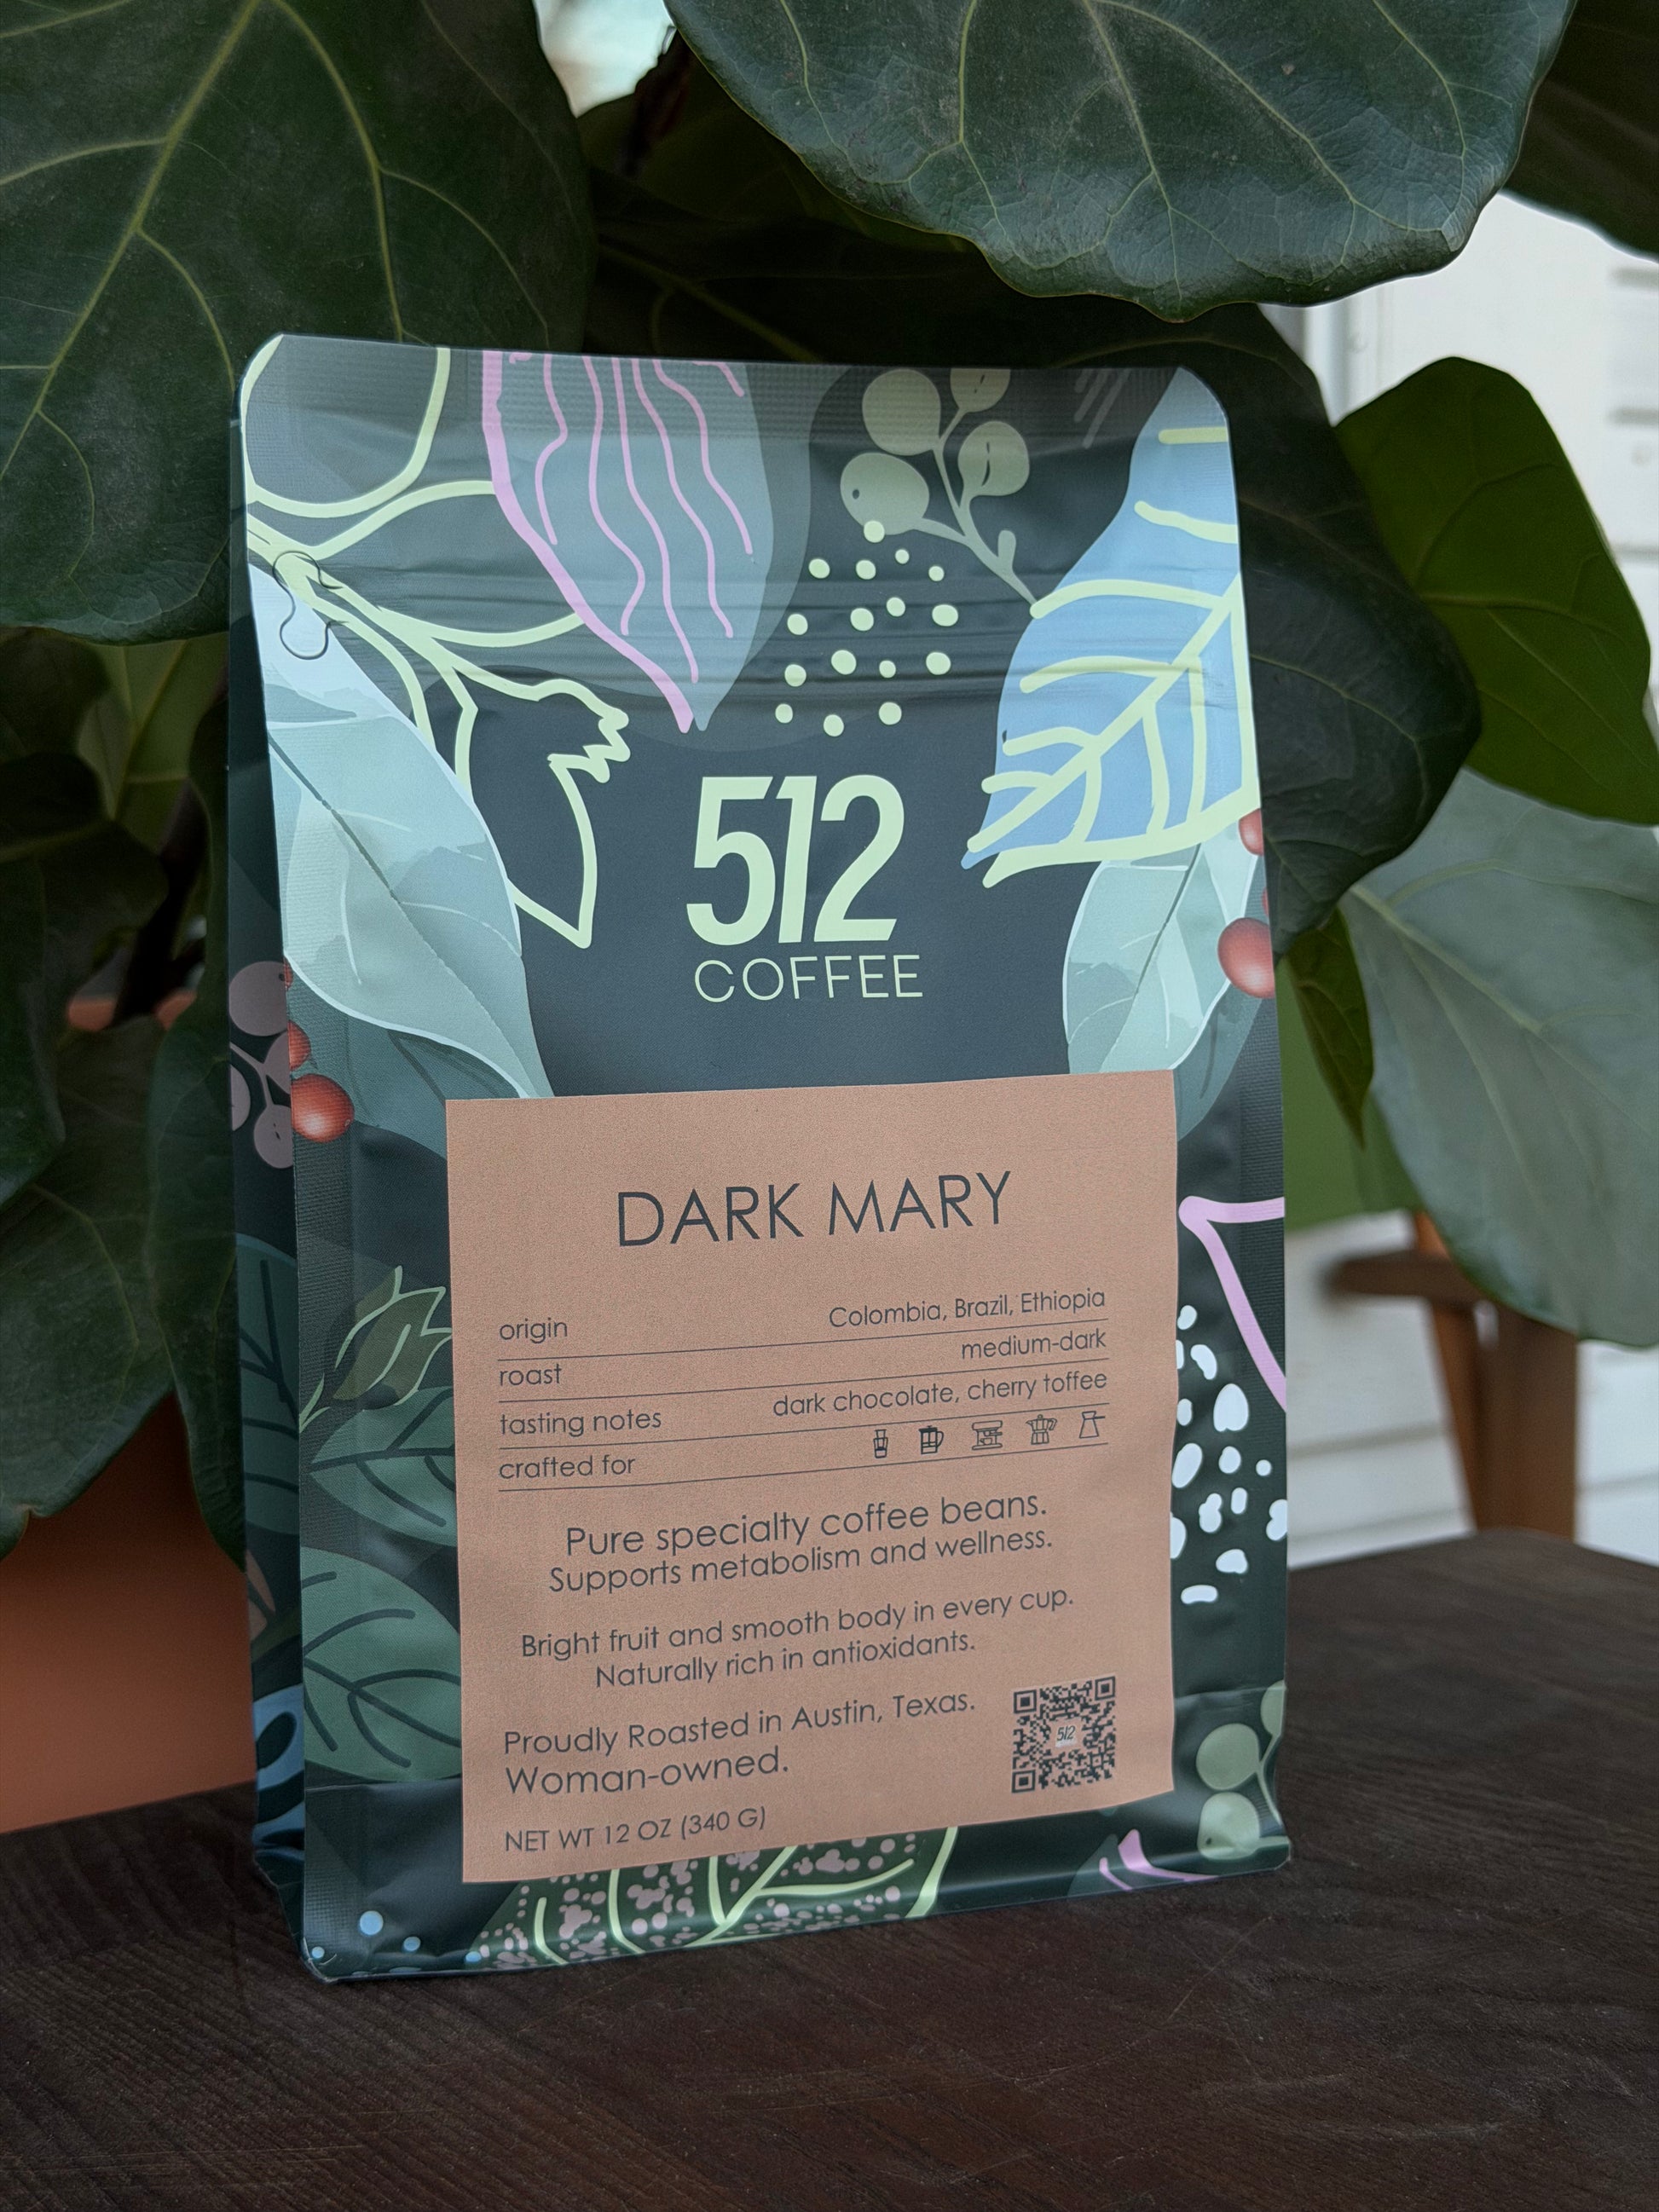 512
COFFEE
DARK MARY
origin Colombia, Brazil, Ethiopia
roast medium-dark
tasting notes dark chocolate, cherry toffee
crafted for
Pure specialty coffee beans.
Supports metabolism and wellness.
Bright fruit and smooth body in every cup.
Naturally rich in antioxidants.
Proudly Roasted in Austin, Texas.
Woman-owned.
512
NET WT 12 OZ (340 G)